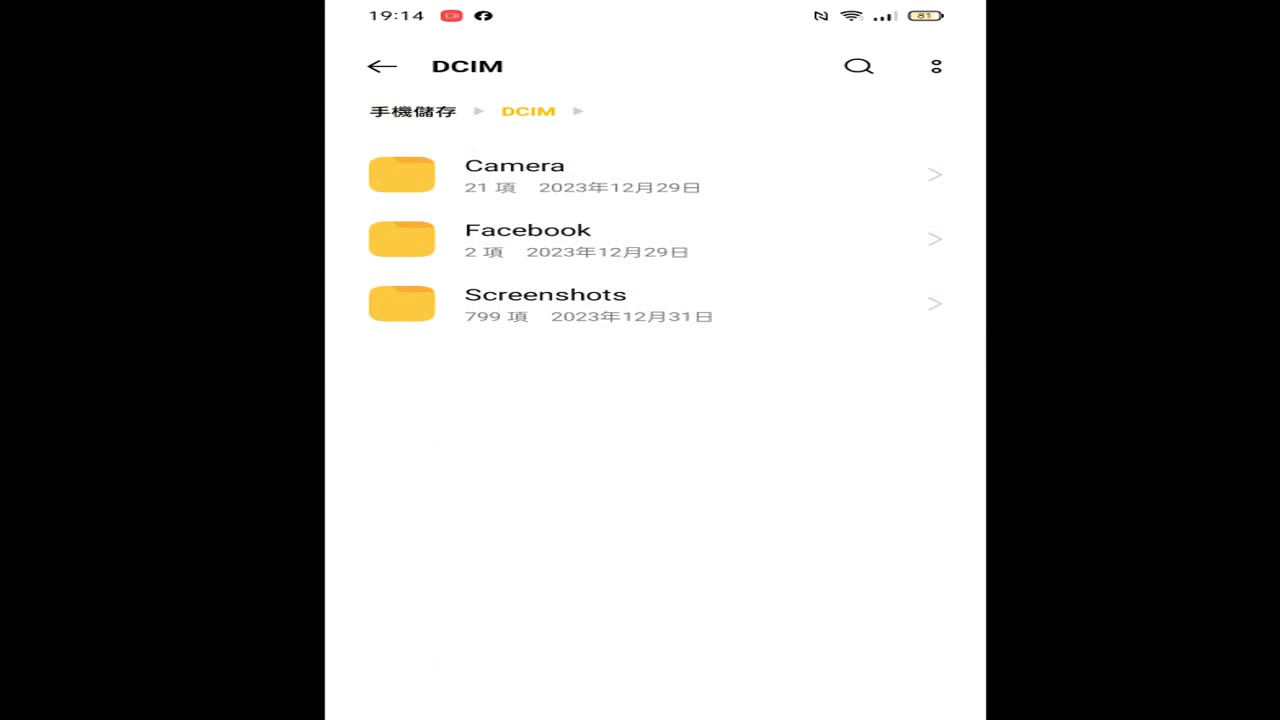 19:14 81
DCIM
手機儲存 DCIM
Camera
21 項 2023年12月29日
Facebook
2 項 2023年12月29日
Screenshots
799 項 2023年12月31日